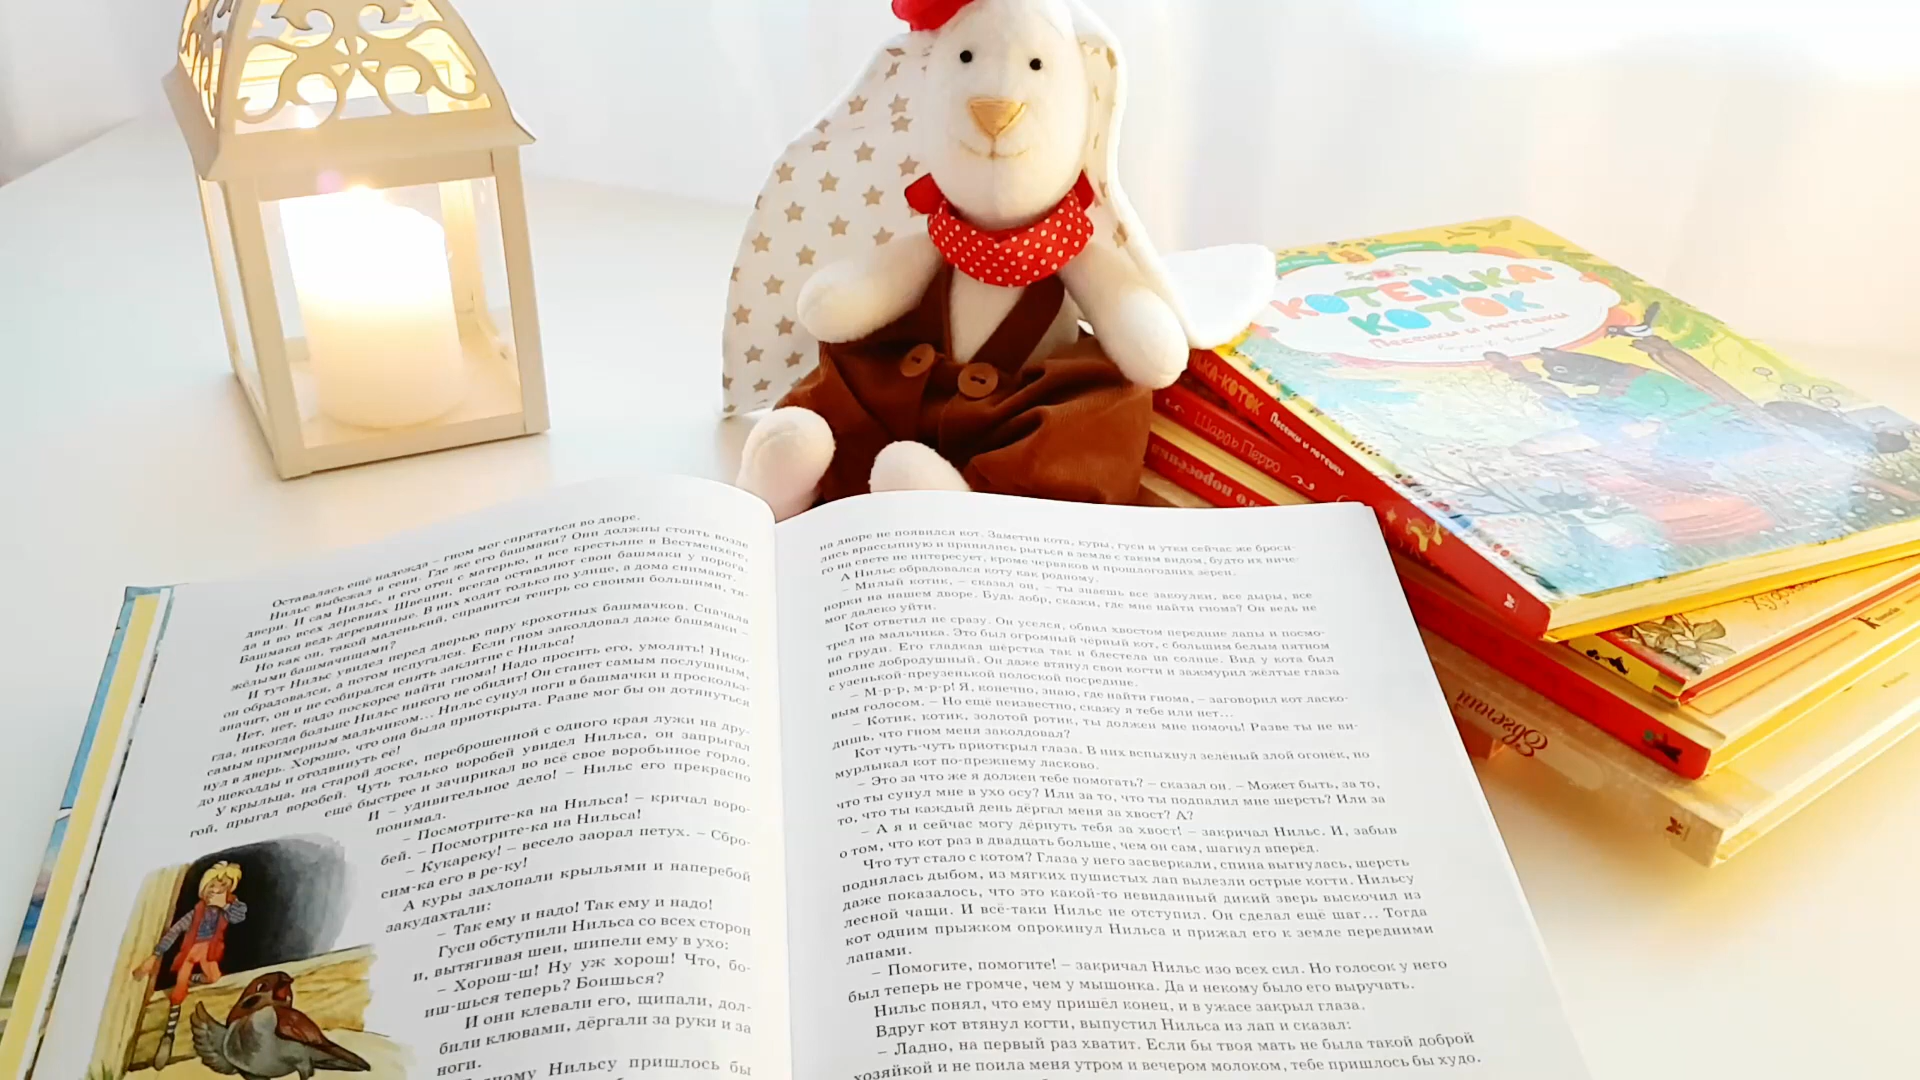 Оставалась ещё надежда – гном мог спрятаться во дворе.
Нильс выбежал в сени. Где же его башмаки? Они должны стоять возле
двери. И сам Нильс, и его отец с матерью, и все крестьяне в Вестменхёге,
да и во всех деревнях Швеции, всегда оставляют свои башмаки у порога.
Башмаки ведь деревянные. В них ходят только по улице, а дома снимают.
Но как он, такой маленький, справится теперь со своими большими, тя-
жёлыми башмачищами?
И тут Нильс увидел перед дверью пару крохотных башмачков. Сначала
он обрадовался, а потом испугался. Если гном заколдовал даже башмаки –
значит, он и не собирается снять заклятие с Нильса!
Нет, нет, надо поскорее найти гнома! Надо просить его, умолять! Нико-
гда, никогда больше Нильс никого не обидит! Он станет самым послушным,
самым примерным мальчиком... Нильс сунул ноги в башмачки и проскольз-
нул в дверь. Хорошо, что она была приоткрыта. Разве мог бы он дотянуться
до щеколды и отодвинуть её!
У крыльца, на старой доске, переброшенной с одного края лужи на дру-
гой, прыгал воробей. Чуть только воробей увидел Нильса, он запрыгал
ещё быстрее и зачирикал во всё своё воробьиное горло.
И – удивительное дело! – Нильс его прекрасно
понимал.
– Посмотрите-ка на Нильса! – кричал воро-
бей. – Посмотрите-ка на Нильса!
– Кукареку! – весело заорал петух. – Сбро-
сим-ка его в ре-ку!
А куры захлопали крыльями и наперебой
закудахтали:
– Так ему и надо! Так ему и надо!
Гуси обступили Нильса со всех сторон
и, вытягивая шеи, шипели ему в ухо:
– Хорош-ш! Ну уж хорош! Что, бо-
иш-шься теперь? Боишься?
И они клевали его, щипали, дол-
били клювами, дёргали за руки и за
ноги.
Нильсу пришлось бы
на дворе не появился кот. Заметив кота, куры, гуси и утки сейчас же броси-
лись врассыпную и принялись рыться в земле с таким видом, будто их ниче-
го на свете не интересует, кроме червяков и прошлогодних зёрен.
А Нильс обрадовался коту как родному.
– Милый котик, – сказал он, – ты знаешь все закоулки, все дыры, все
норки на нашем дворе. Будь добр, скажи, где мне найти гнома? Он ведь не
мог далеко уйти.
Кот ответил не сразу. Он уселся, обвил хвостом передние лапы и посмо-
трел на мальчика. Это был огромный чёрный кот, с большим белым пятном
на груди. Его гладкая шёрстка так и блестела на солнце. Вид у кота был
вполне добродушный. Он даже втянул свои когти и зажмурил жёлтые глаза
с узенькой-преузенькой полоской посредине.
– М-р-р, м-р-р! Я, конечно, знаю, где найти гнома, – заговорил кот ласко-
вым голосом. – Но ещё неизвестно, скажу я тебе или нет...
– Котик, котик, золотой ротик, ты должен мне помочь! Разве ты не ви-
дишь, что гном меня заколдовал?
Кот чуть-чуть приоткрыл глаза. В них вспыхнул зелёный злой огонёк, но
мурлыкал кот по-прежнему ласково.
– Это за что же я должен тебе помогать? – сказал он. – Может быть, за то,
что ты сунул мне в ухо осу? Или за то, что ты подпалил мне шерсть? Или за
то, что ты каждый день дёргал меня за хвост? А?
– А я и сейчас могу дёрнуть тебя за хвост! – закричал Нильс. И, забыв
о том, что кот раз в двадцать больше, чем он сам, шагнул вперёд.
Что тут стало с котом? Глаза у него засверкали, спина выгнулась, шерсть
поднялась дыбом, из мягких пушистых лап вылезли острые когти. Нильсу
даже показалось, что это какой-то невиданный дикий зверь выскочил из
лесной чащи. И всё-таки Нильс не отступил. Он сделал ещё шаг... Тогда
кот одним прыжком опрокинул Нильса и прижал его к земле передними
лапами.
– Помогите, помогите! – закричал Нильс изо всех сил. Но голосок у него
был теперь не громче, чем у мышонка. Да и некому было его выручать.
Нильс понял, что ему пришёл конец, и в ужасе закрыл глаза.
Вдруг кот втянул когти, выпустил Нильса из лап и сказал:
– Ладно, на первый раз хватит. Если бы твоя мать не была такой доброй
хозяйкой и не поила меня утром и вечером молоком, тебе пришлось бы худо.
КОТЕНЬКА-
КОТОК
Песенки и потешки
ЬКА-КОТОК Песенки и потешки
Шарль Перро
го поросёнка
Евгений